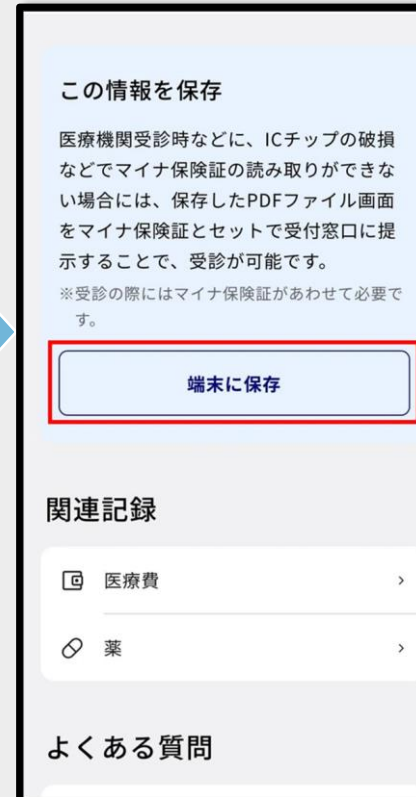 この情報を保存
医療機関受診時などに、ICチップの破損
などでマイナ保険証の読み取りができな
い場合には、保存したPDFファイル画面
をマイナ保険証とセットで受付窓口に提
示することで、受診が可能です。
※受診の際にはマイナ保険証があわせて必要で
す。
端末に保存
関連記録
医療費
薬
よくある質問